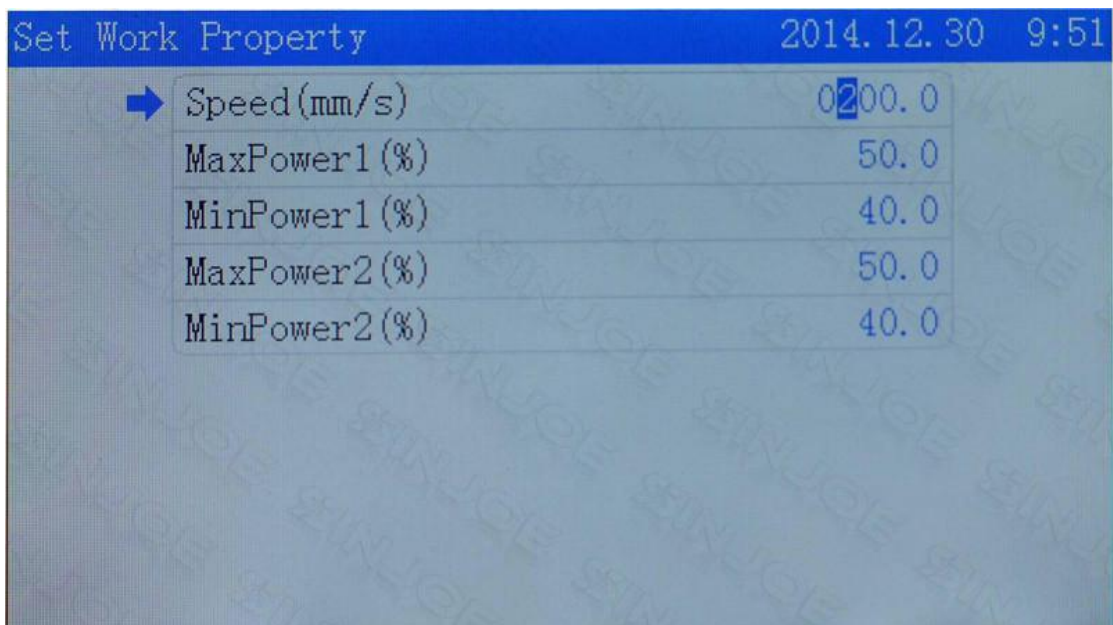 Set Work Property 2014.12.30 9:51
Speed(mm/s) 0200.0
MaxPower1(%) 50.0
MinPower1(%) 40.0
MaxPower2(%) 50.0
MinPower2(%) 40.0